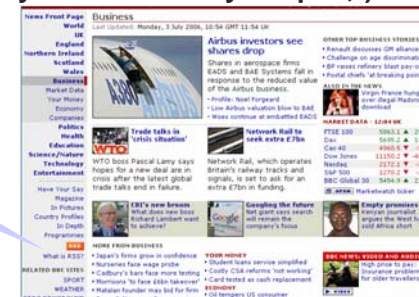 News Front Page
World
UK
England
Northern Ireland
Scotland
Wales
Business
Market Data
Your Money
Economy
Companies
Politics
Health
Education
Science/Nature
Technology
Entertainment
Have Your Say
Magazine
In Pictures
Country Profiles
In Depth
Programmes
RSS
What is RSS?
RELATED BBC SITES
SPORT
WEATHER
Business
Last Updated: Monday, 3 July 2006, 10:54 GMT 11:54 UK
Airbus investors see
shares drop
Shares in aerospace firms
EADS and BAE Systems fall in
response to the reduced value
of the Airbus business.
Profile: Noel Forgeard
Low Airbus valuation blow to BAE
Woes continue at embattled EADS
Trade talks in
'crisis situation'
WTO
WTO boss Pascal Lamy says
hopes for a new deal are in
crisis after the latest global
trade talks end in failure.
Network Rail to
seek extra £7bn
Network Rail, which operates
Britain's railway tracks and
signals, is set to ask for an
extra £7bn in funding.
CBI's new broom
What does new boss
Richard Lambert want
to achieve?
Google
Googling the future
Net giant says search
will remain the
company's focus
MORE FROM BUSINESS
Japan's firms grow in confidence
Nurseries face wage probe
Cadbury's bars face more testing
Morrisons 'to face £6bn takeover'
Matalan founder may bid for firm
YOUR MONEY
Student loans service simplified
Costly CSA reforms 'not working'
Card tested as cash replacement
ECONOMY
Oil tempers US consumer
OTHER TOP BUSINESS STORIES
Renault discusses GM alliance
Challenge on age discrimination
BP raises refinery blast pay-
Postal chiefs 'at breaking
ALSO IN THE NEWS
Virgin France
over illegal Madonna
download
MARKET DATA - 12:04 UK
FTSE 100
Dax
Cac 40
Dow Jones
Nasdaq
S&P 500
BBC Global 30
Marketwatch ticker
Empty promises
Kenyan
argues the West
sold Africa short
BBC NEWS: VIDEO AND AUDIO
High price to pay
Insurance problem
for older travellers